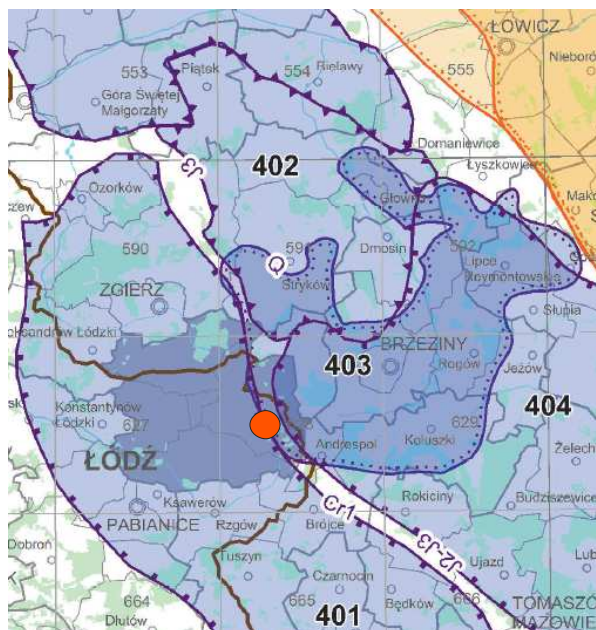 ŁOWICZ
Nieboró
553
Piątek
554
Bielawy
555
Góra Świętej
Małgorzaty
Domaniewice
Łyszkowice
402
J3
Głowno
Mako
Ozorków
590
59
Q
Dmosin
592
Lipce
Reymontowskie
Stryków
ZGIERZ
Słupia
Aleksandrów Łódzki
BRZEZINY
403
Rogów
Jeżów
404
Konstantynów
Łódzki
627
629
Koluszki
Andrespol
ŁÓDŹ
Żelech
Ksawerów
Rokiciny
Budziszewice
PABIANICE
Rzgów
Brójce
Cr1
J2-J3
Dobroń
Tuszyn
Ujazd
Lub
Czarnocin
664
665
Będków
666
TOMASZÓ
MAZOWIE
Dłutów
401